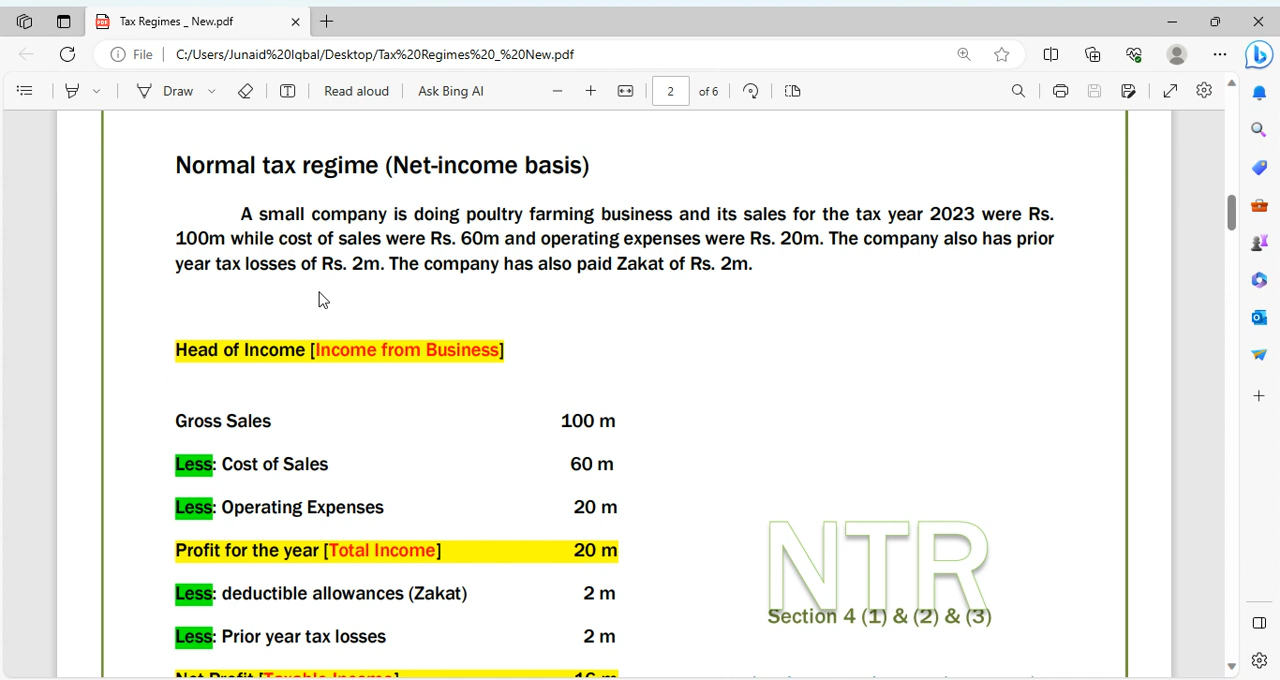 Tax Regimes _ New.pdf
File C:/Users/Junaid%20Iqbal/Desktop/Tax%20Regimes%20_%20New.pdf
Draw Read aloud Ask Bing AI 2 of 6
Normal tax regime (Net-income basis)
A small company is doing poultry farming business and its sales for the tax year 2023 were Rs.
100m while cost of sales were Rs. 60m and operating expenses were Rs. 20m. The company also has prior
year tax losses of Rs. 2m. The company has also paid Zakat of Rs. 2m.
Head of Income [Income from Business]
Gross Sales 100 m
Less: Cost of Sales 60 m
Less: Operating Expenses 20 m
Profit for the year [Total Income] 20 m
Less: deductible allowances (Zakat) 2 m
NTR
Section 4 (1) & (2) & (3)
Less: Prior year tax losses 2 m
Net Profit [Taxable Income] 16 m